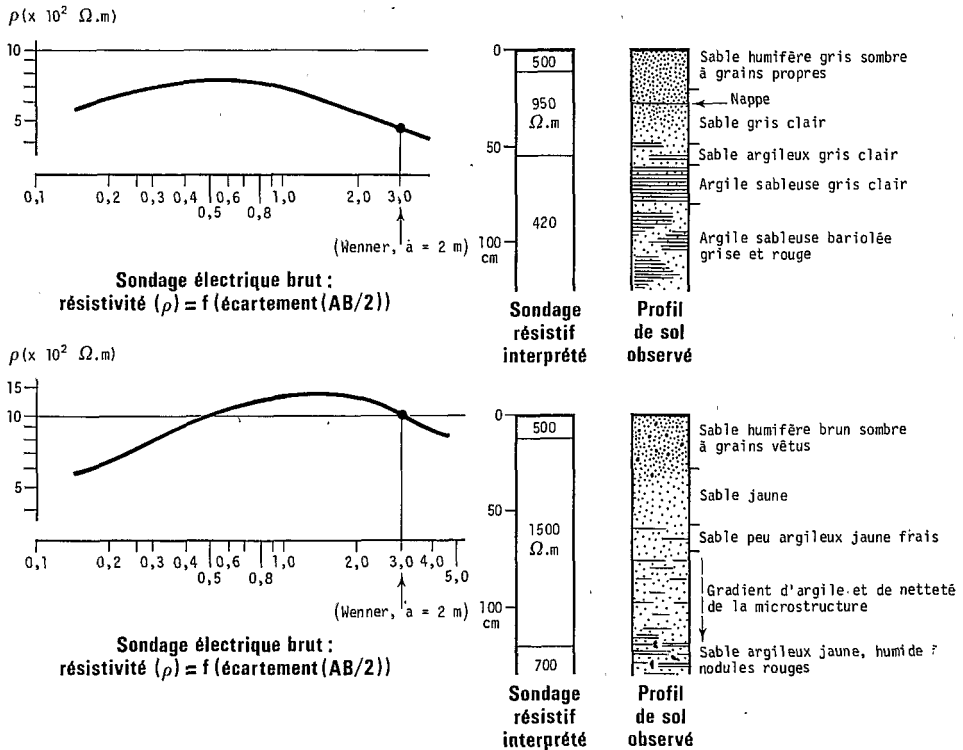 ρ(x 10² Ω.m)
10
5
0,1
0,2
0,3
0,4
0,5
0,6
0,8
1,0
2,0
3,0
(Wenner, a = 2 m)
Sondage électrique brut :
résistivité (ρ) = f (écartement (AB/2))
0
50
100
cm
500
950
Ω.m
420
Sondage
résistif
interprété
Profil
de sol
observé
Sable humifère gris sombre
à grains propres
Nappe
Sable gris clair
Sable argileux gris clair
Argile sableuse gris clair
Argile sableuse bariolée
grise et rouge
ρ(x 10² Ω.m)
15
10
5
0,1
0,2
0,3
0,4
0,5
0,6
0,8
1,0
2,0
3,0
4,0
5,0
(Wenner, a = 2 m)
Sondage électrique brut :
résistivité (ρ) = f (écartement (AB/2))
0
50
100
cm
500
1500
Ω.m
700
Sondage
résistif
interprété
Profil
de sol
observé
Sable humifère brun sombre
à grains vêtus
Sable jaune
Sable peu argileux jaune frais
Gradient d'argile et de netteté
de la microstructure
Sable argileux jaune, humide
nodules rouges